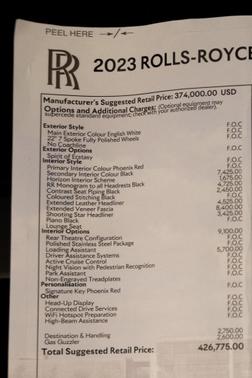 PEEL HERE
RR
2023 ROLLS-ROYCE
Manufacturer's Suggested Retail Price: 374,000.00 USD
Options and Additional Charges: (Optional equipment may
supercede standard equipment; check with your authorized dealer).
Exterior Style
Main Exterior Colour English White F.O.C
22" 7 Spoke Fully Polished Wheels F.O.C
No Coachline F.O.C
Exterior Options
Spirit of Ecstasy F.O.C
Interior Style
Primary Interior Colour Phoenix Red F.O.C
Secondary Interior Colour Black F.O.C
Horizon Interior Scheme 7,425.00
RR Monogram to all Headrests Black 1,675.00
Contrast Seat Piping Black 4,725.00
Coloured Stitching Black 2,450.00
Extended Leather Headliner F.O.C
Extended Veneer Fascia 4,525.00
Shooting Star Headliner
Piano Black 3,425.00
Lounge Seat F.O.C
Interior Options
Rear Theatre Configuration 9,100.00
Polished Stainless Steel Package F.O.C
Loading Assistant 5,700.00
Driver Assistance Systems F.O.C
Active Cruise Control F.O.C
Night Vision with Pedestrian Recognition F.O.C
Park Assistant F.O.C
Non-Engraved Treadplates F.O.C
Personalisation
Signature Key Phoenix Red F.O.C
Other
Head-Up Display F.O.C
Connected Drive Services F.O.C
WiFi Hotspot Preparation F.O.C
High-Beam Assistance F.O.C
Destination & Handling 2,750.00
Gas Guzzler 2,600.00
Total Suggested Retail Price: 426,775.00